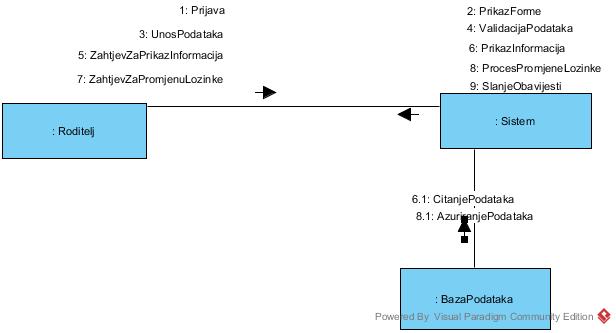 1: Prijava
3: UnosPodataka
5: ZahtjevZaPrikazInformacija
7: ZahtjevZaPromjenuLozinke
2: PrikazForme
4: ValidacijaPodataka
6: PrikazInformacija
8: ProcesPromjeneLozinke
9: SlanjeObavijesti
: Roditelj
: Sistem
6.1: CitanjePodataka
8.1: AzuriranjePodataka
: BazaPodataka
Powered By Visual Paradigm Community Edition